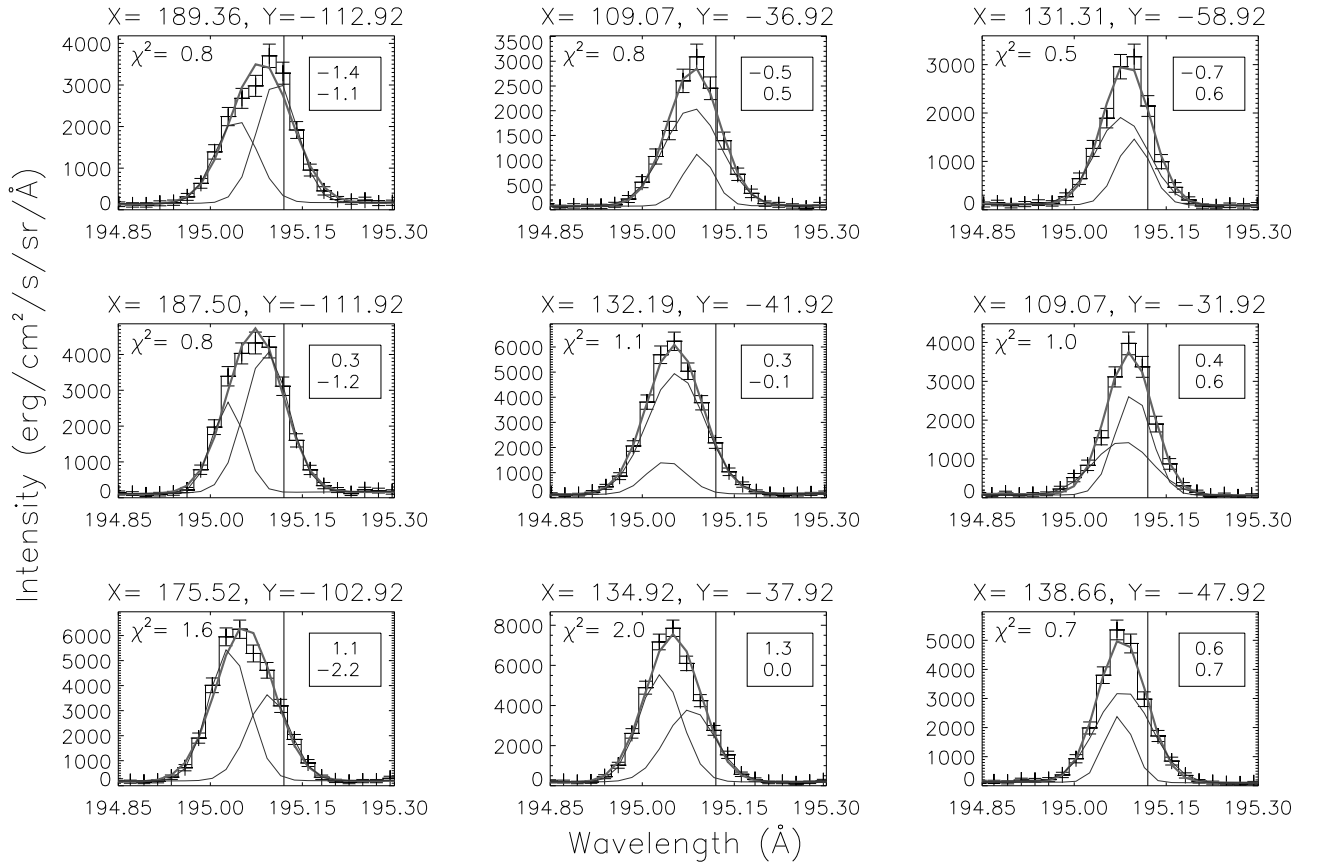 X= 189.36, Y=−112.92
χ²= 0.8
−1.4
−1.1
4000
3000
2000
1000
0
194.85 195.00 195.15 195.30
X= 109.07, Y= −36.92
χ²= 0.8
−0.5
0.5
3500
3000
2500
2000
1500
1000
500
0
194.85 195.00 195.15 195.30
X= 131.31, Y= −58.92
χ²= 0.5
−0.7
0.6
3000
2000
1000
0
194.85 195.00 195.15 195.30
X= 187.50, Y=−111.92
χ²= 0.8
0.3
−1.2
4000
3000
2000
1000
0
194.85 195.00 195.15 195.30
X= 132.19, Y= −41.92
χ²= 1.1
0.3
−0.1
6000
5000
4000
3000
2000
1000
0
194.85 195.00 195.15 195.30
X= 109.07, Y= −31.92
χ²= 1.0
0.4
0.6
4000
3000
2000
1000
0
194.85 195.00 195.15 195.30
X= 175.52, Y=−102.92
χ²= 1.6
1.1
−2.2
6000
5000
4000
3000
2000
1000
0
194.85 195.00 195.15 195.30
X= 134.92, Y= −37.92
χ²= 2.0
1.3
0.0
8000
6000
4000
2000
0
194.85 195.00 195.15 195.30
X= 138.66, Y= −47.92
χ²= 0.7
0.6
0.7
5000
4000
3000
2000
1000
0
194.85 195.00 195.15 195.30
Intensity (erg/cm²/s/sr/Å)
Wavelength (Å)